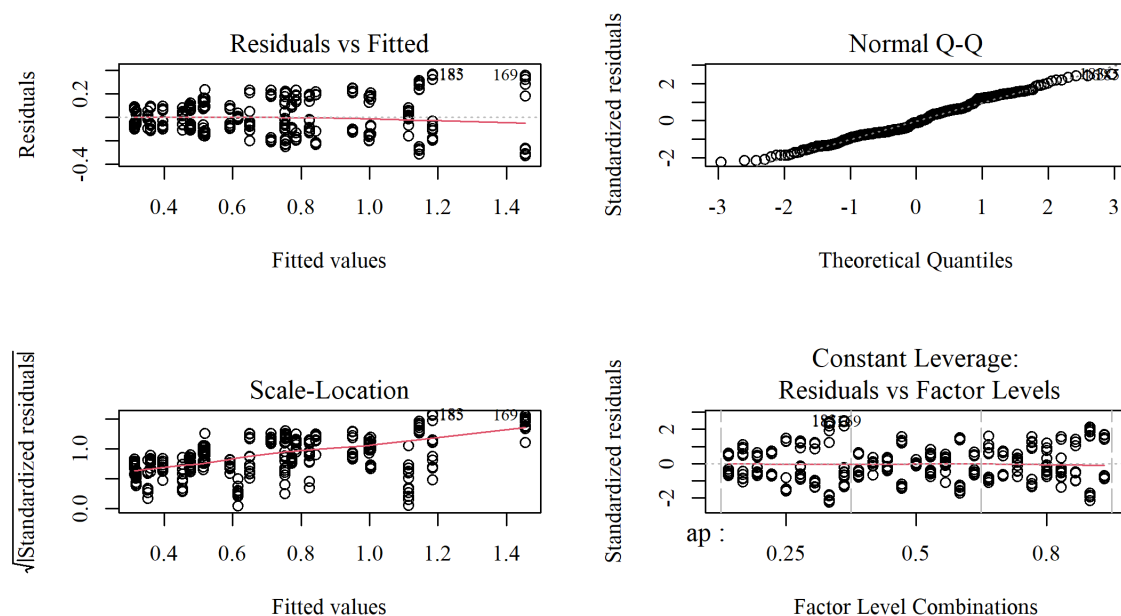 Residuals vs Fitted
Residuals
0.2
-0.4
185
169
0.4 0.6 0.8 1.0 1.2 1.4
Fitted values
Normal Q-Q
Standardized residuals
2
0
-2
-3 -2 -1 0 1 2 3
Theoretical Quantiles
Scale-Location
√|Standardized residuals|
1.0
0.0
169
0.4 0.6 0.8 1.0 1.2 1.4
Fitted values
Constant Leverage:
Residuals vs Factor Levels
Standardized residuals
2
0
-2
ap :
0.25 0.5 0.8
Factor Level Combinations